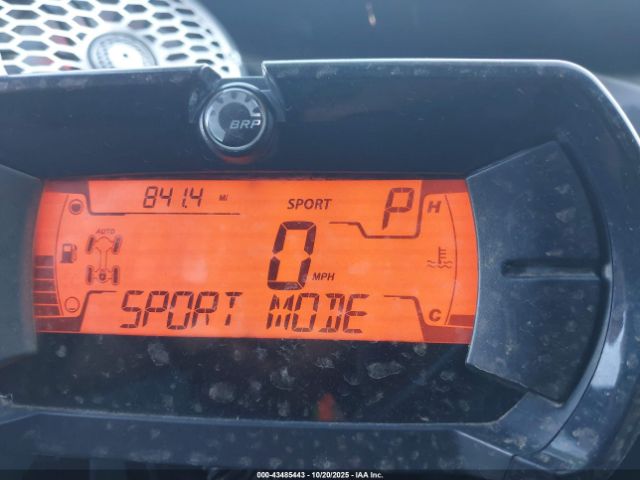 BRP
841.4 MI SPORT P H
AUTO
0 MPH
SPORT MODE C
000-43485443 | 10/20/2025 | IAA Inc.